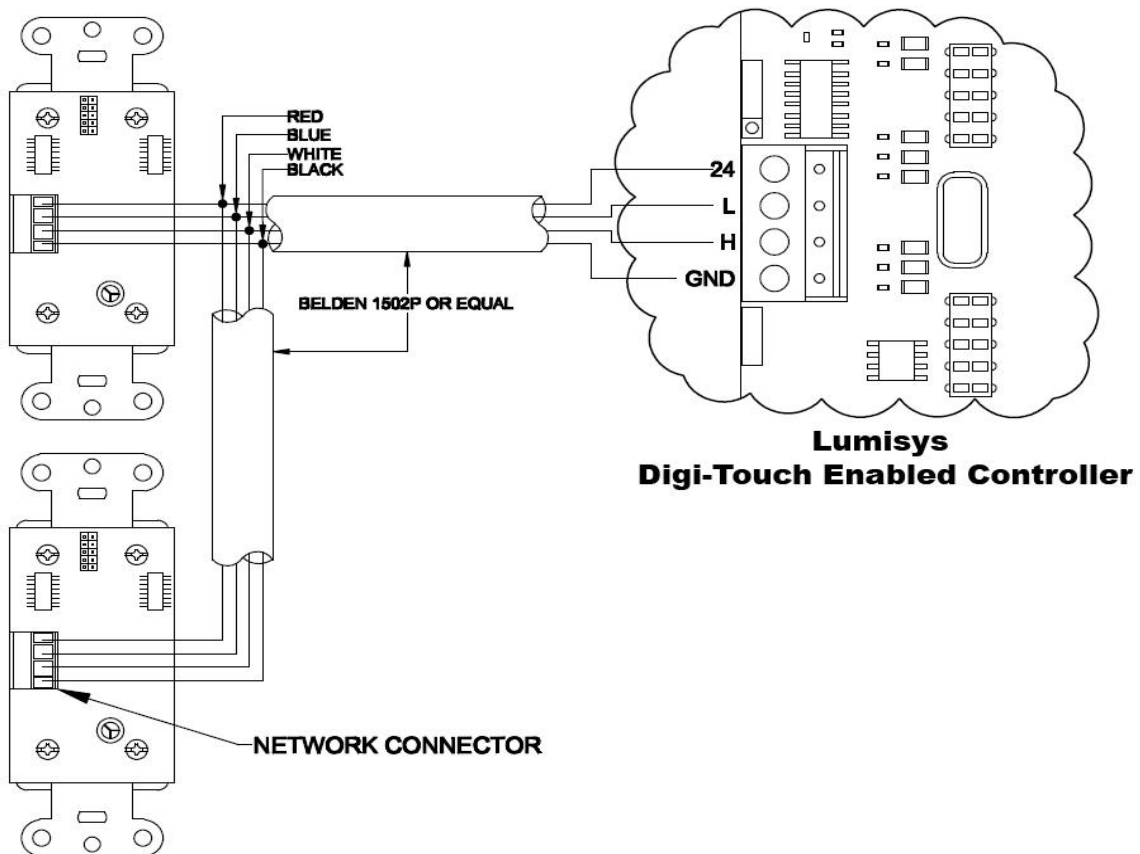 RED
BLUE
WHITE
BLACK
24
L
H
GND
BELDEN 1502P OR EQUAL
Lumisys
Digi-Touch Enabled Controller
NETWORK CONNECTOR